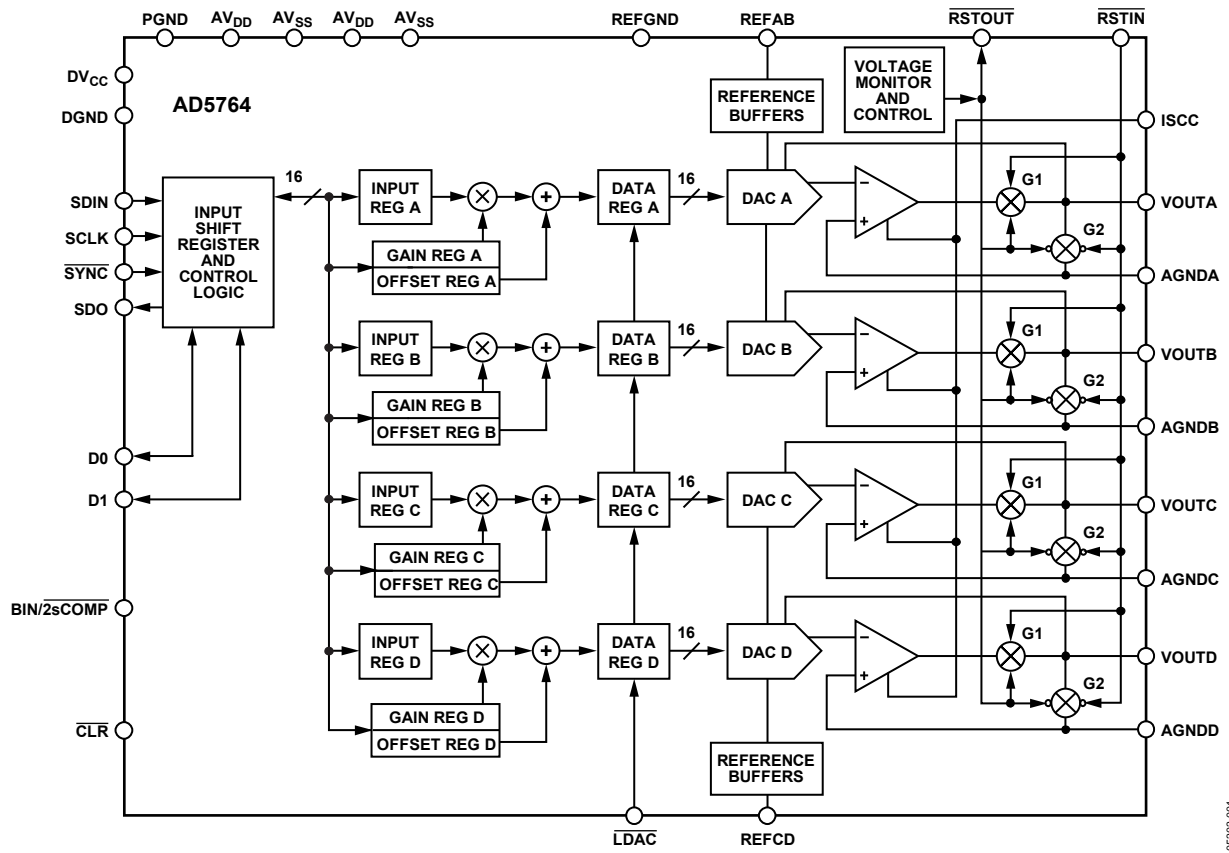 PGND AVDD AVSS AVDD AVSS REFGND REFAB RSTOUT RSTIN
DVCC
DGND
AD5764
REFERENCE
BUFFERS
VOLTAGE
MONITOR
AND
CONTROL
ISCC
SDIN
SCLK
SYNC
SDO
INPUT
SHIFT
REGISTER
AND
CONTROL
LOGIC
16
INPUT
REG A
× +
DATA
REG A
16
DAC A
−
+
G1
G2
VOUTA
AGNDA
GAIN REG A
OFFSET REG A
INPUT
REG B
× +
DATA
REG B
16
DAC B
−
+
G1
G2
VOUTB
AGNDB
GAIN REG B
OFFSET REG B
D0
D1
INPUT
REG C
× +
DATA
REG C
16
DAC C
−
+
G1
G2
VOUTC
AGNDC
GAIN REG C
OFFSET REG C
BIN/2sCOMP
CLR
INPUT
REG D
× +
DATA
REG D
16
DAC D
−
+
G1
G2
VOUTD
AGNDD
GAIN REG D
OFFSET REG D
REFERENCE
BUFFERS
LDAC REFCD